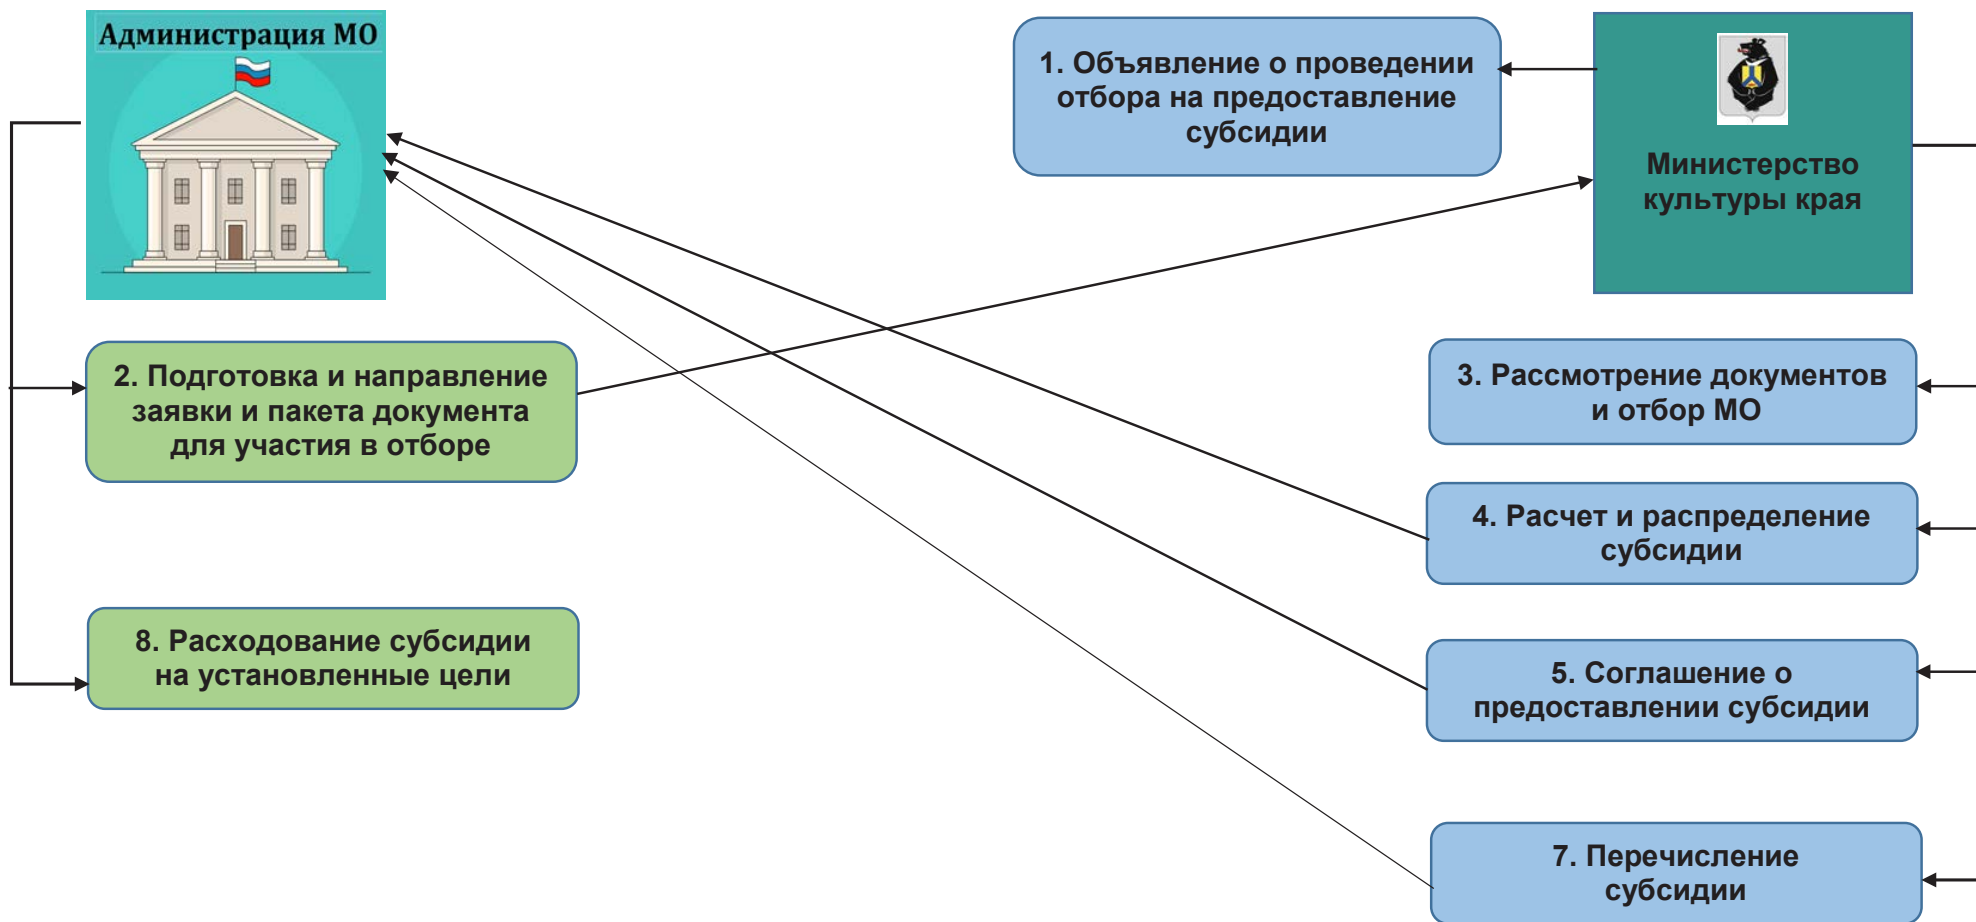 Администрация МО
1. Объявление о проведении
отбора на предоставление
субсидии
Министерство
культуры края
2. Подготовка и направление
заявки и пакета документа
для участия в отборе
3. Рассмотрение документов
и отбор МО
4. Расчет и распределение
субсидии
8. Расходование субсидии
на установленные цели
5. Соглашение о
предоставлении субсидии
7. Перечисление
субсидии